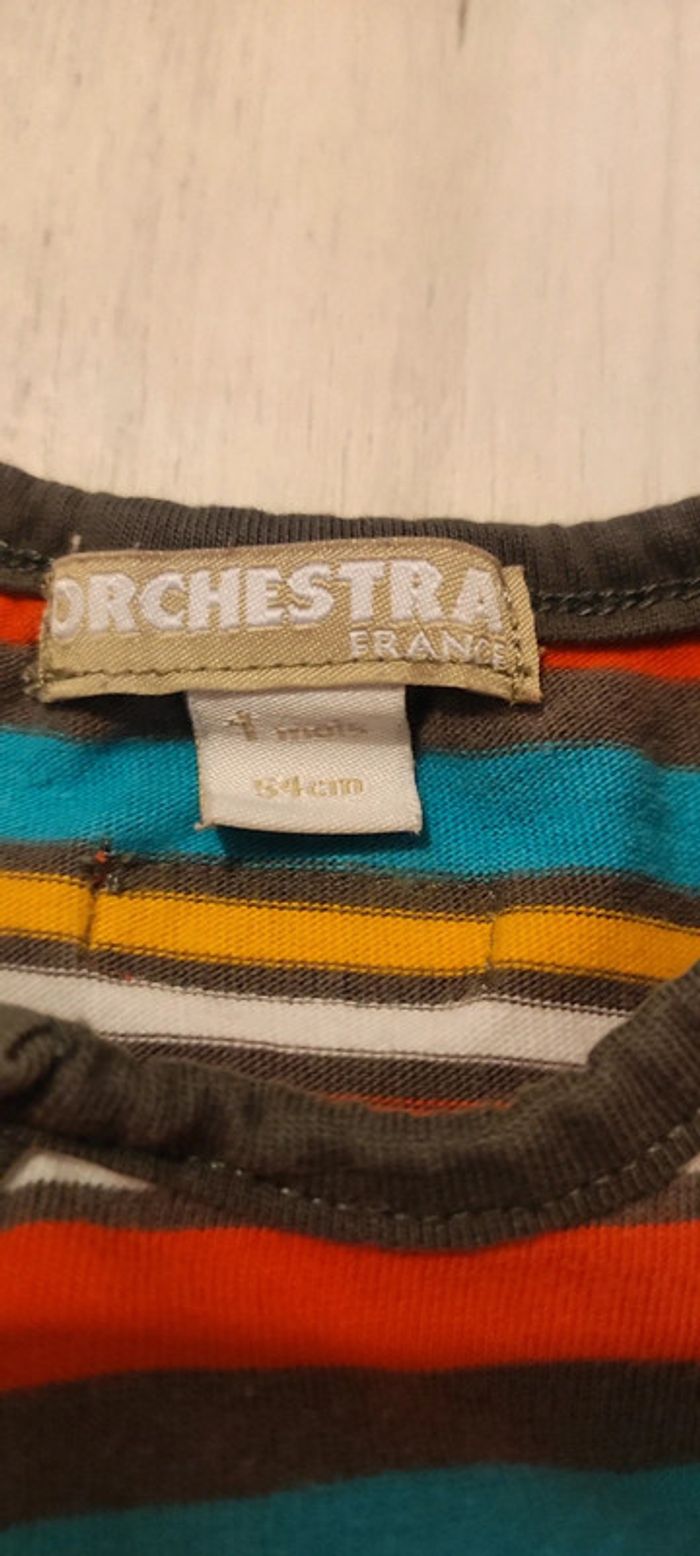 ORCHESTRA
FRANCE
1 mois
54cm